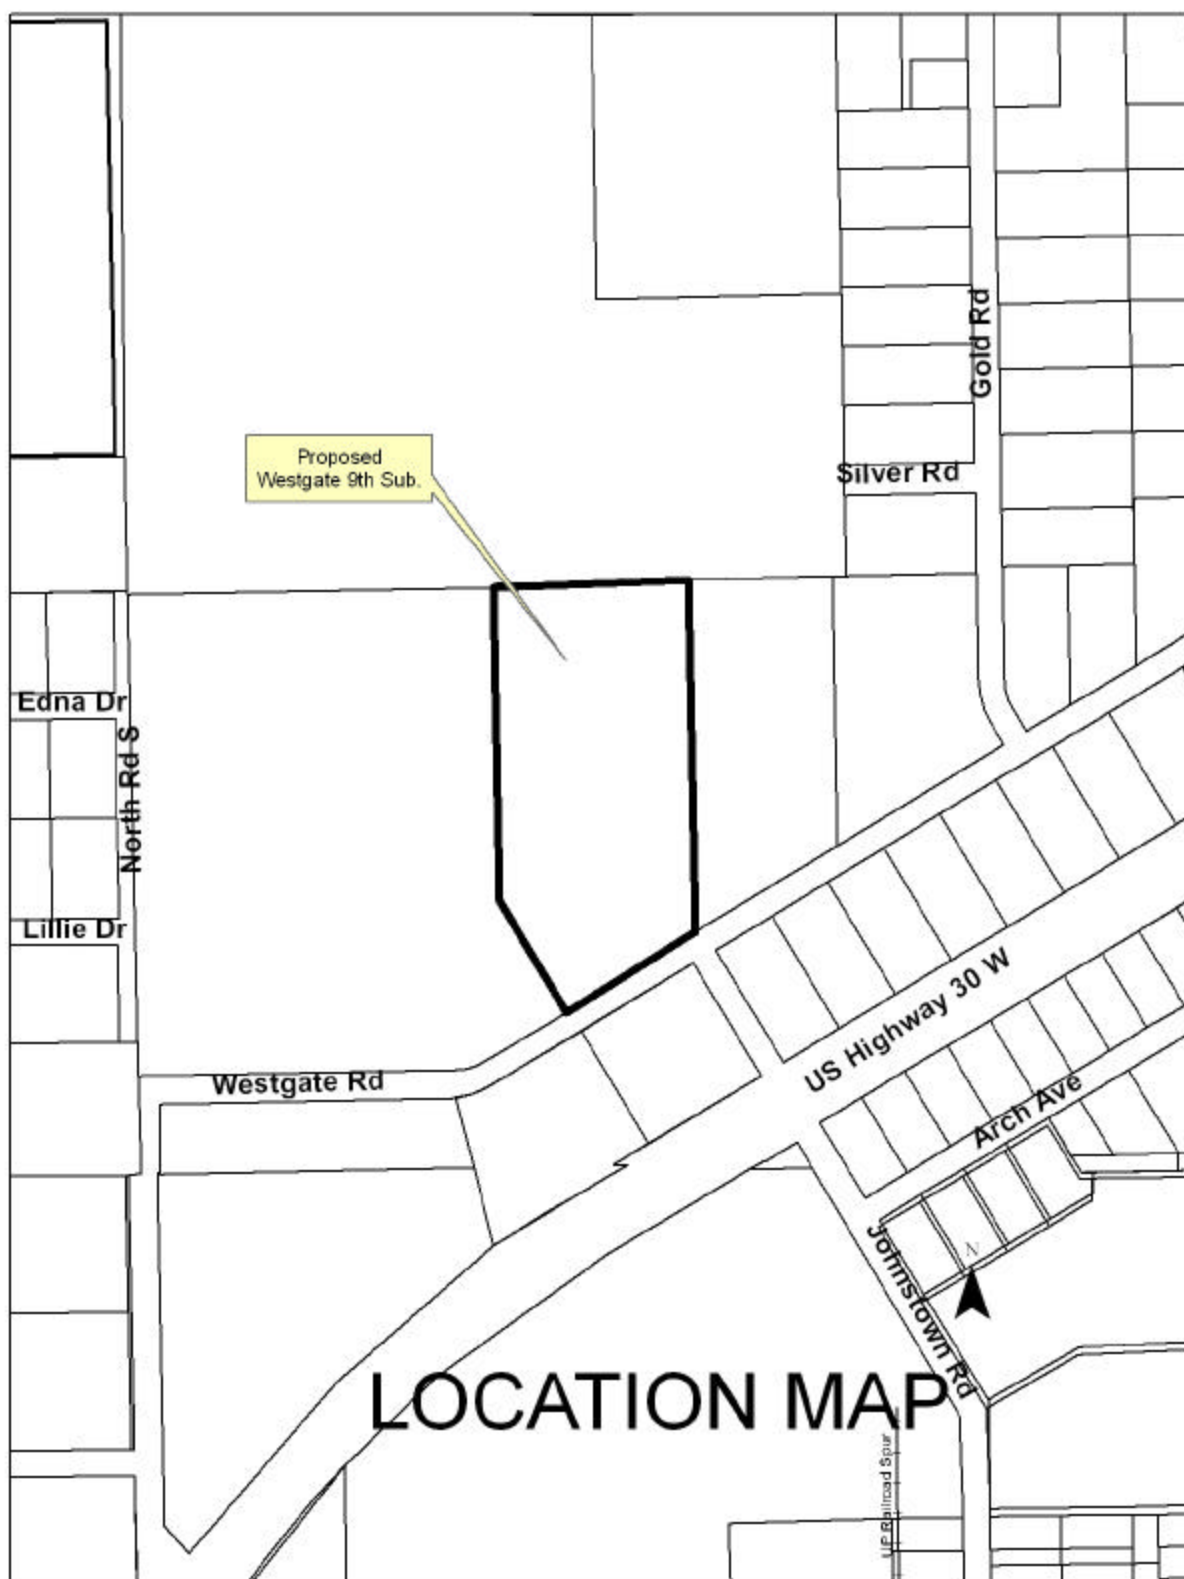 Gold Rd
Proposed
Westgate 9th Sub.
Silver Rd
Edna Dr
North Rd S
Lillie Dr
US Highway 30 W
Westgate Rd
Arch Ave
Johnstown Rd
N
LOCATION MAP
UP Railroad Spur